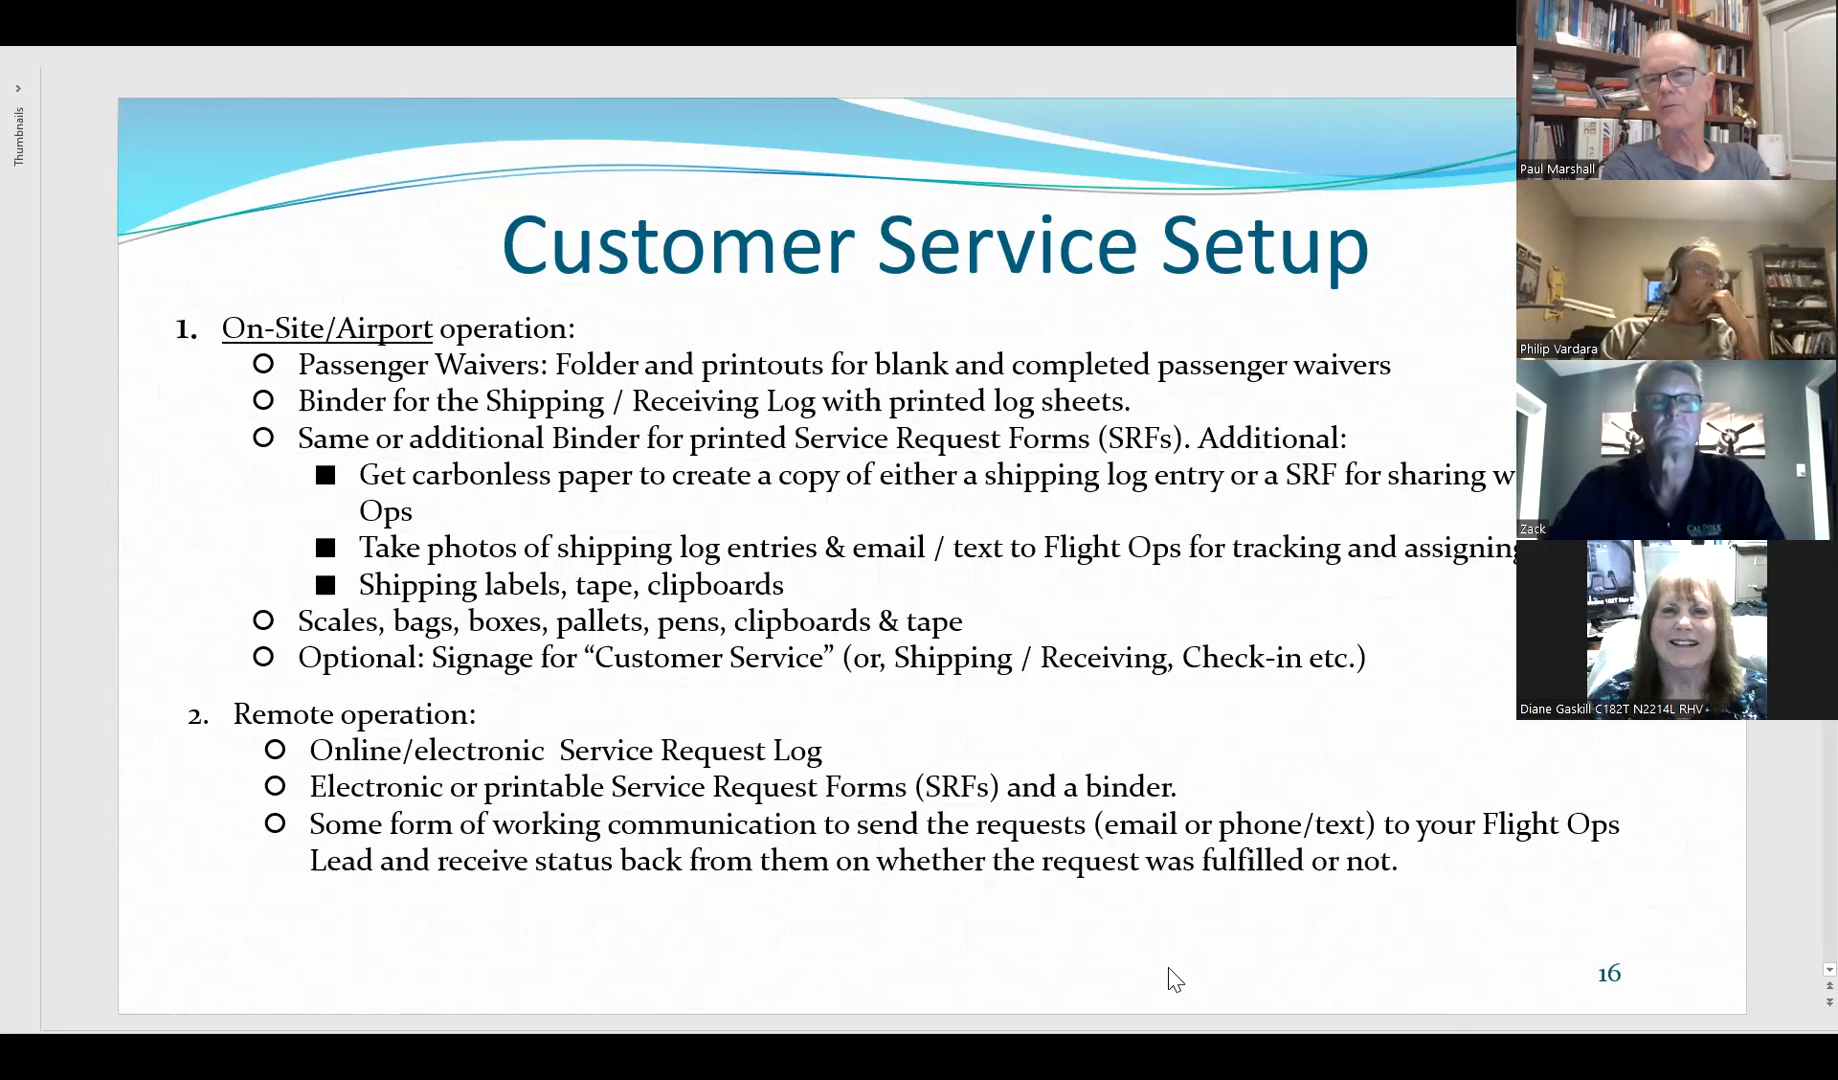 Thumbnails
Customer Service Setup
1. On-Site/Airport operation:
Passenger Waivers: Folder and printouts for blank and completed passenger waivers
Binder for the Shipping / Receiving Log with printed log sheets.
Same or additional Binder for printed Service Request Forms (SRFs). Additional:
Get carbonless paper to create a copy of either a shipping log entry or a SRF for sharing w
Ops
Take photos of shipping log entries & email / text to Flight Ops for tracking and assigning
Shipping labels, tape, clipboards
Scales, bags, boxes, pallets, pens, clipboards & tape
Optional: Signage for “Customer Service” (or, Shipping / Receiving, Check-in etc.)
2. Remote operation:
Online/electronic Service Request Log
Electronic or printable Service Request Forms (SRFs) and a binder.
Some form of working communication to send the requests (email or phone/text) to your Flight Ops
Lead and receive status back from them on whether the request was fulfilled or not.
16
Paul Marshall
Philip Vardara
CAL POLY
Zack
Diane Gaskill C182T N2214L RHV